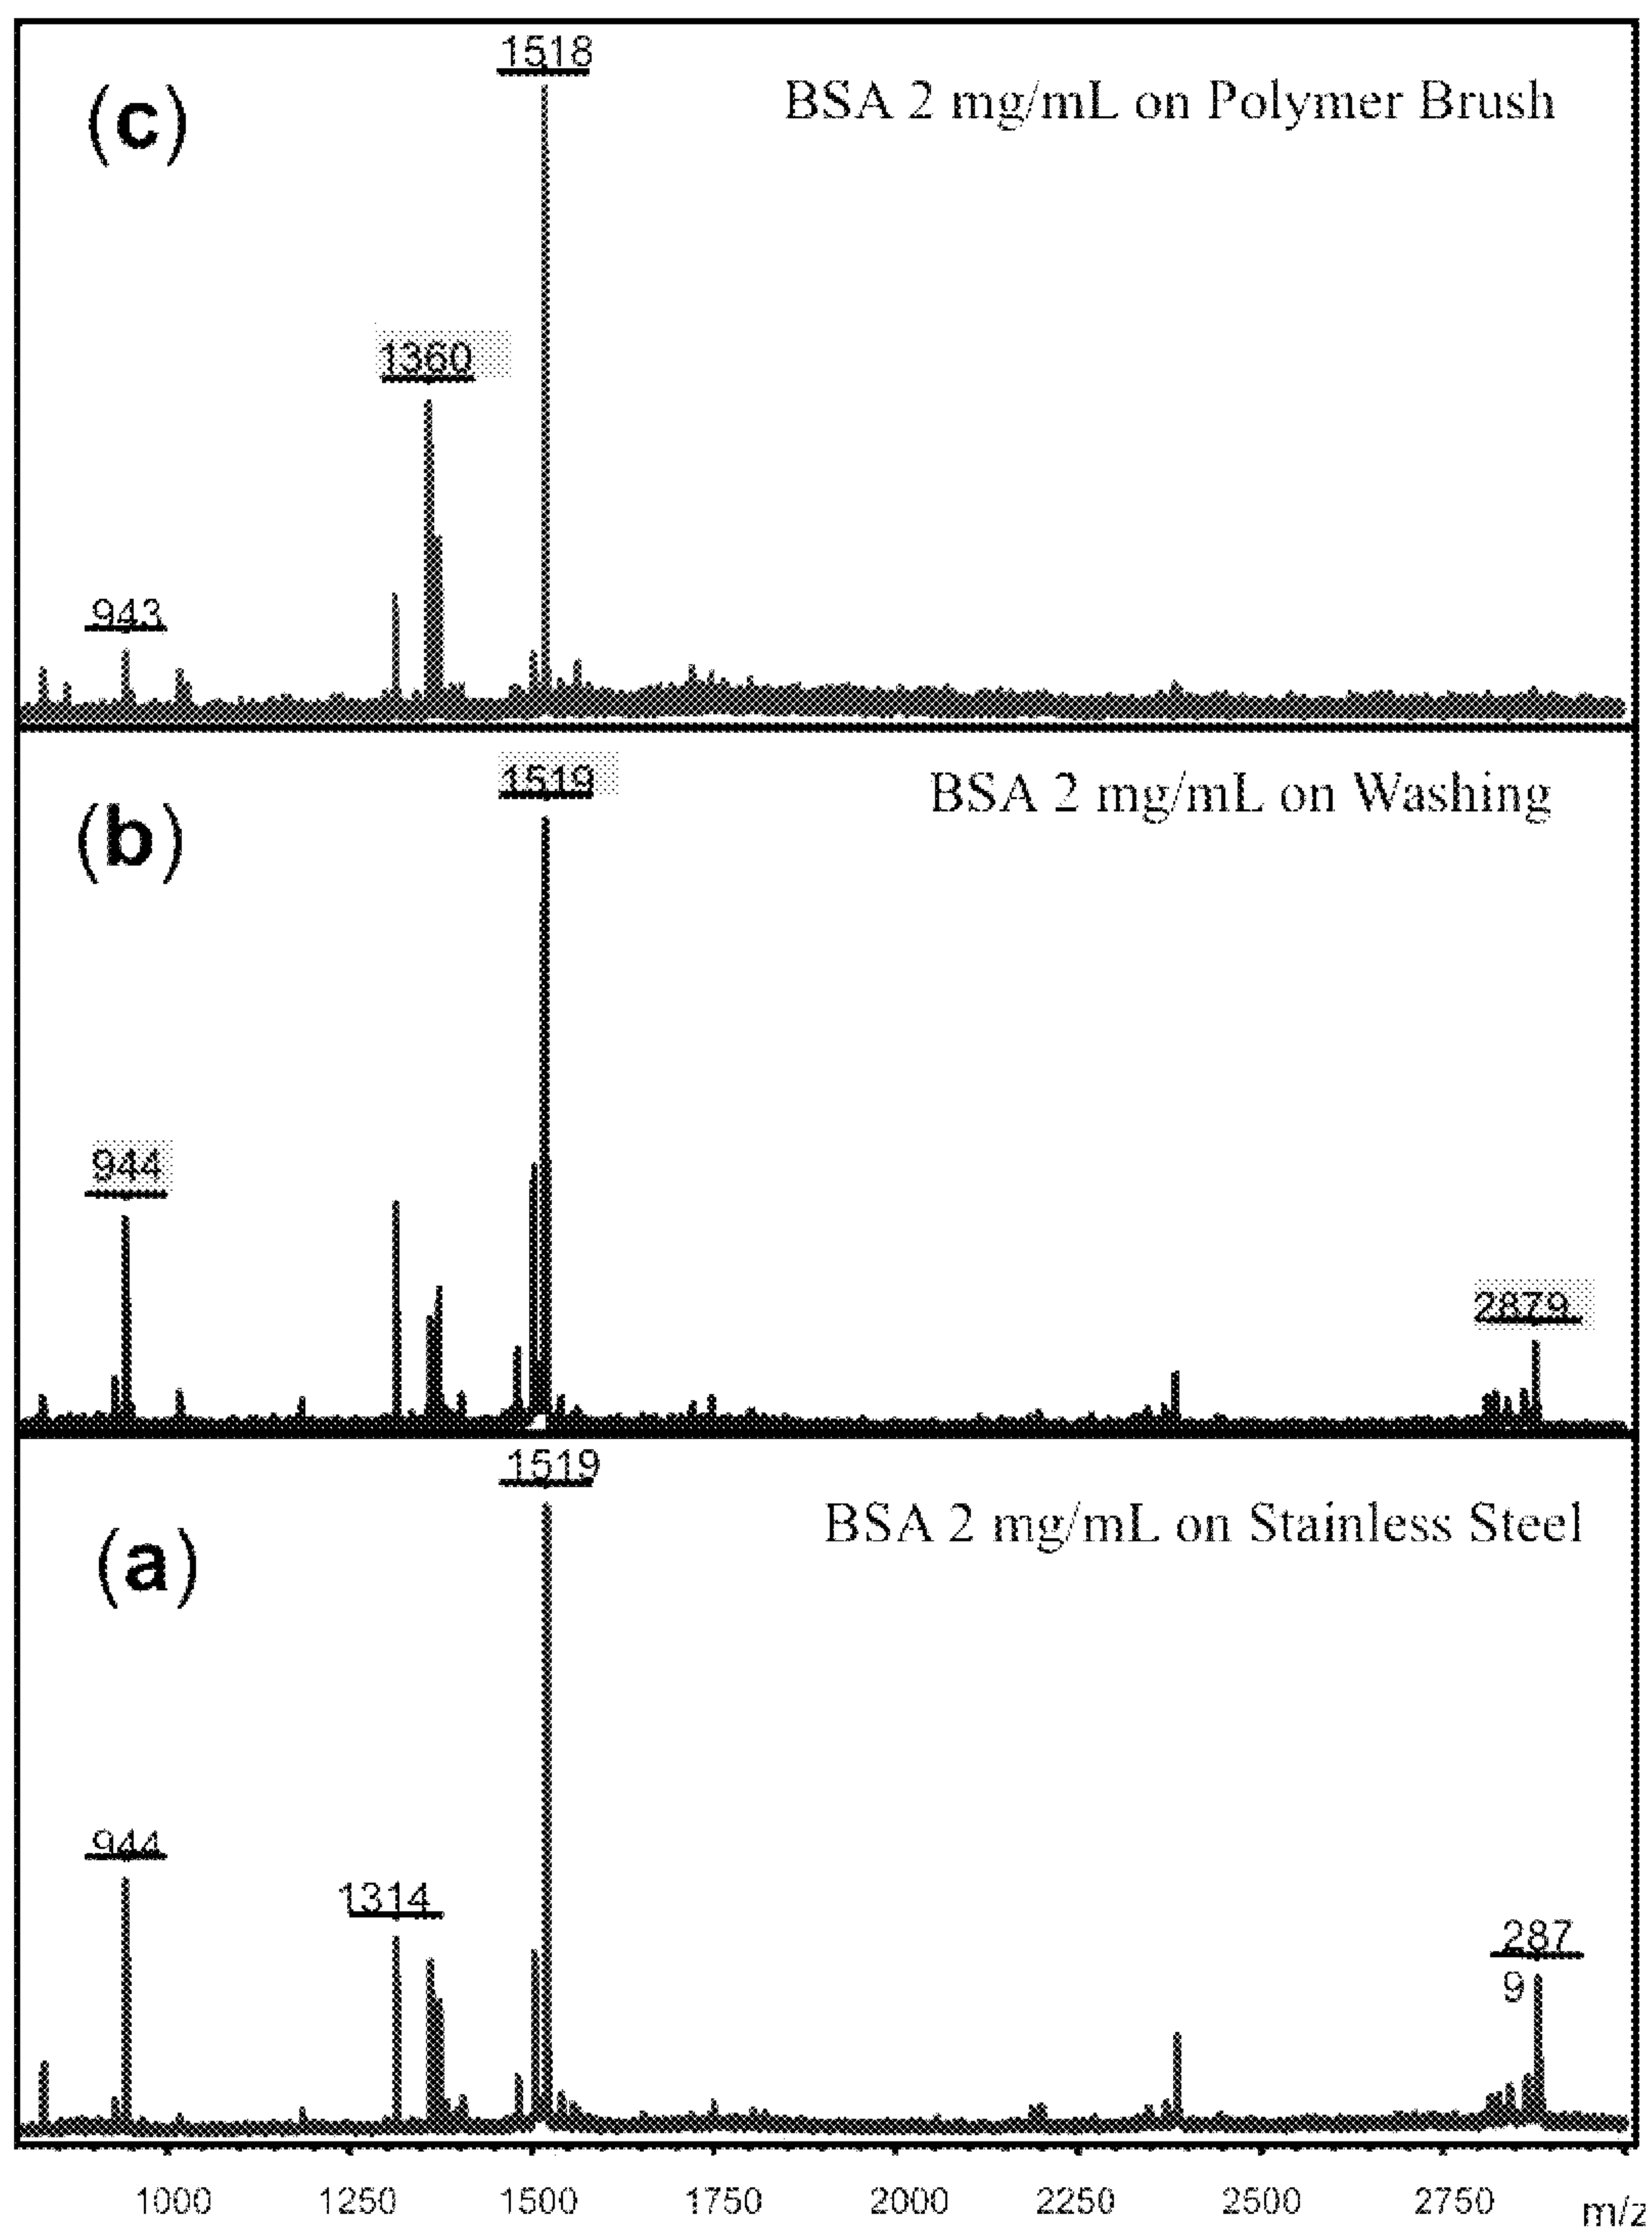 1518
(c)
BSA 2 mg/mL on Polymer Brush
1360
943
1519
(b)
BSA 2 mg/mL on Washing
944
2879
1519
(a)
BSA 2 mg/mL on Stainless Steel
944
1314
287
9
1000 1250 1500 1750 2000 2250 2500 2750 m/z